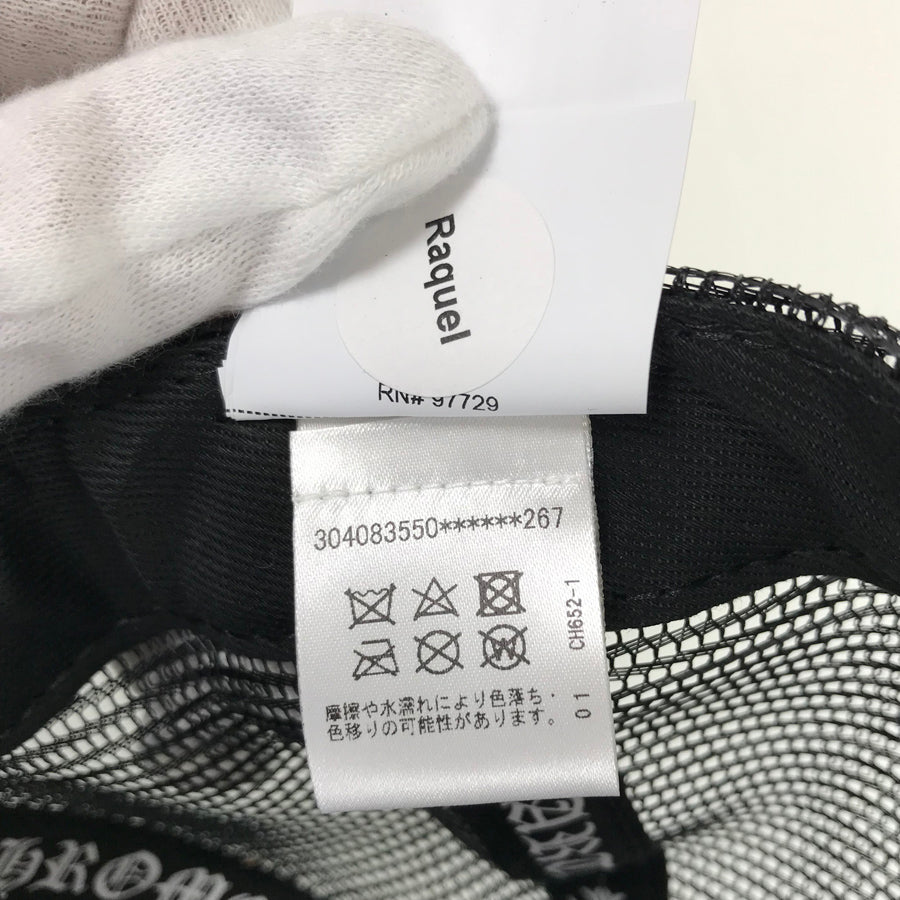 Raquel
RN# 97729
304083550******267
CH652-1
摩擦や水濡れにより色落ち・
色移りの可能性があります。
01
CHROME